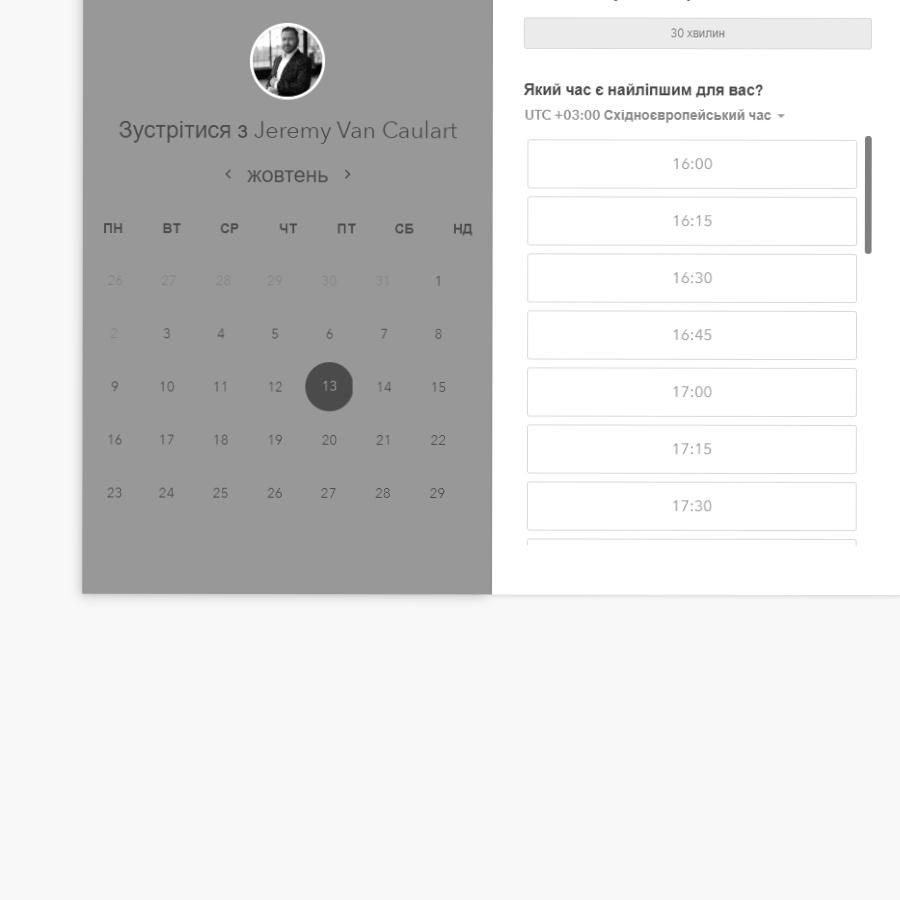 Зустрітися з Jeremy Van Caulart
жовтень
ПН ВТ СР ЧТ ПТ СБ НД
26 27 28 29 30 31 1
2 3 4 5 6 7 8
9 10 11 12 13 14 15
16 17 18 19 20 21 22
23 24 25 26 27 28 29
30 хвилин
Який час є найліпшим для вас?
UTC +03:00 Східноєвропейський час
16:00
16:15
16:30
16:45
17:00
17:15
17:30